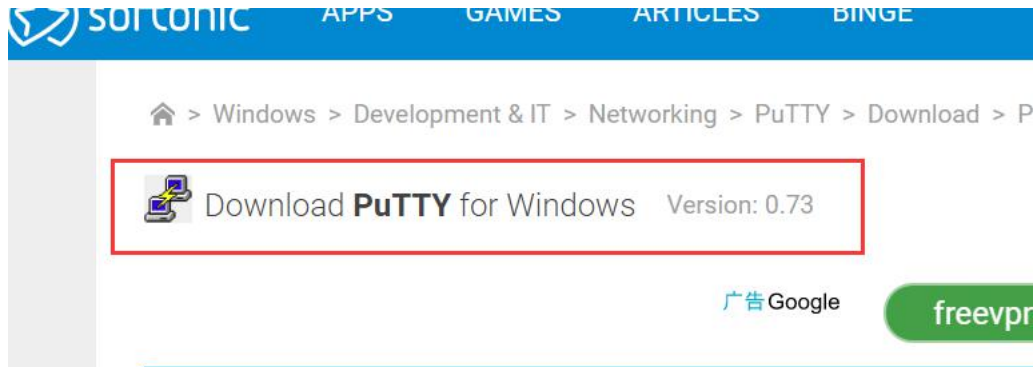 softonic APPS GAMES ARTICLES BINGE
> Windows > Development & IT > Networking > PuTTY > Download > P
Download PuTTY for Windows Version: 0.73
广告Google
freevpn